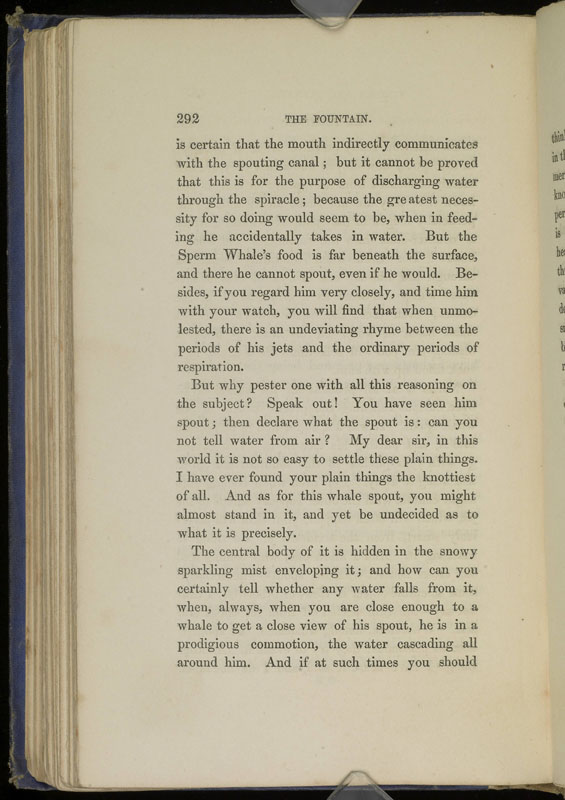 292 THE FOUNTAIN.
is certain that the mouth indirectly communicates
with the spouting canal; but it cannot be proved
that this is for the purpose of discharging water
through the spiracle; because the greatest neces-
sity for so doing would seem to be, when in feed-
ing he accidentally takes in water. But the
Sperm Whale's food is far beneath the surface,
and there he cannot spout, even if he would. Be-
sides, if you regard him very closely, and time him
with your watch, you will find that when unmo-
lested, there is an undeviating rhyme between the
periods of his jets and the ordinary periods of
respiration.
But why pester one with all this reasoning on
the subject? Speak out! You have seen him
spout; then declare what the spout is: can you
not tell water from air? My dear sir, in this
world it is not so easy to settle these plain things.
I have ever found your plain things the knottiest
of all. And as for this whale spout, you might
almost stand in it, and yet be undecided as to
what it is precisely.
The central body of it is hidden in the snowy
sparkling mist enveloping it; and how can you
certainly tell whether any water falls from it,
when, always, when you are close enough to a
whale to get a close view of his spout, he is in a
prodigious commotion, the water cascading all
around him. And if at such times you should